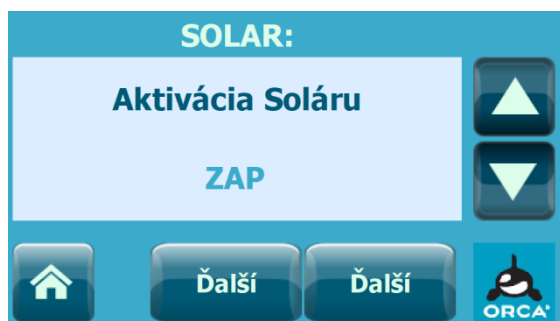 SOLAR:
Aktivácia Soláru
ZAP
Ďalší
Ďalší
ORCA